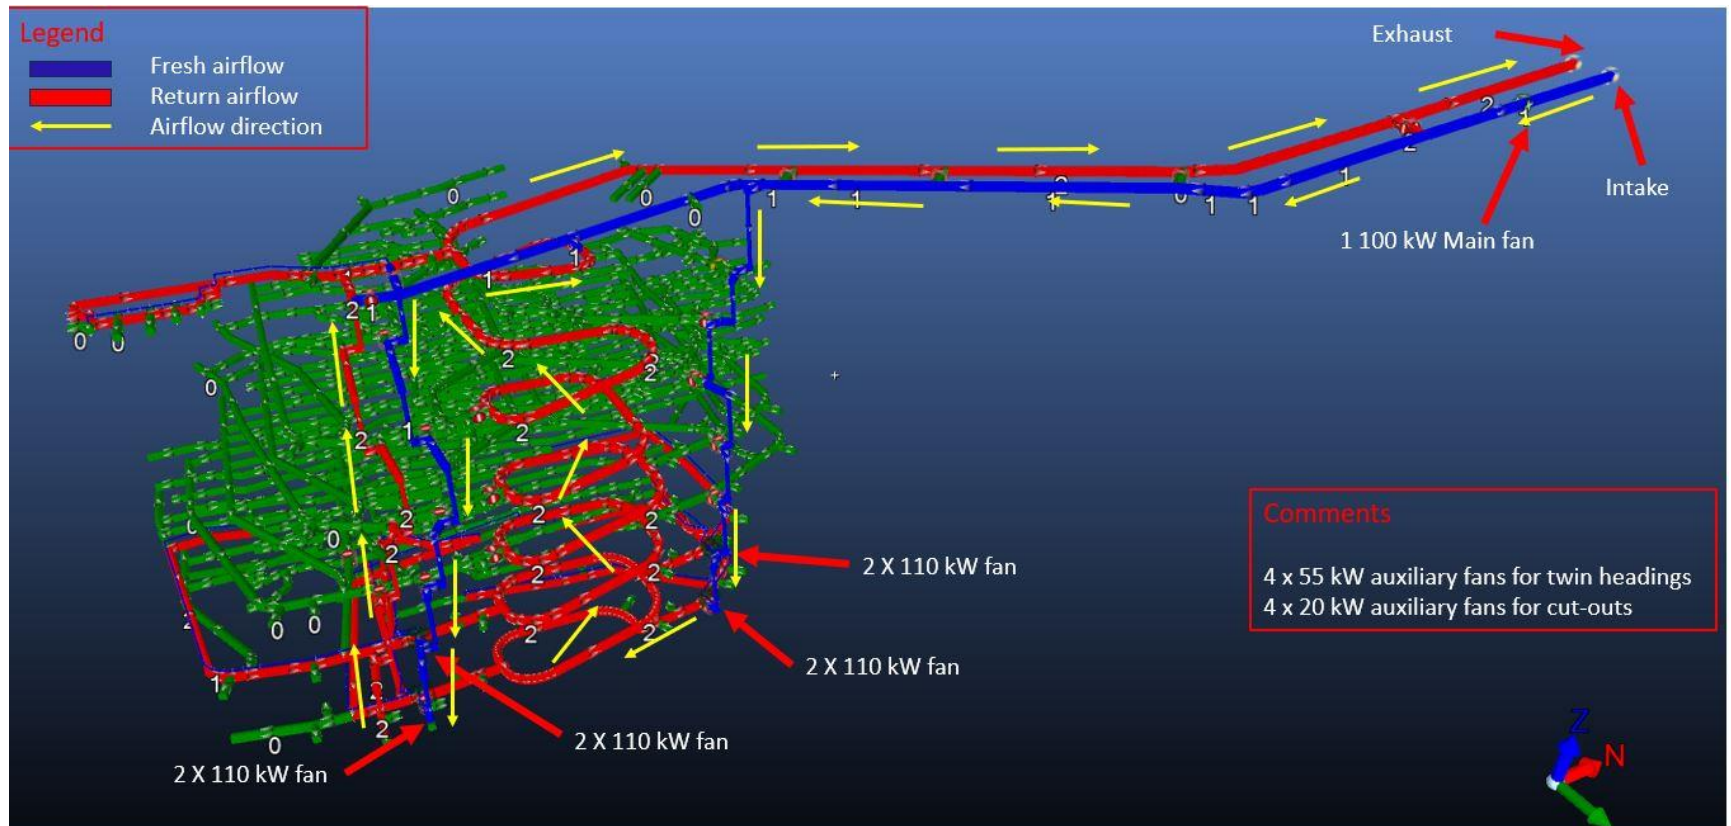 Legend
Fresh airflow
Return airflow
Airflow direction
Exhaust
Intake
1 100 kW Main fan
2 X 110 kW fan
2 X 110 kW fan
2 X 110 kW fan
2 X 110 kW fan
Comments
4 x 55 kW auxiliary fans for twin headings
4 x 20 kW auxiliary fans for cut-outs
Z
N